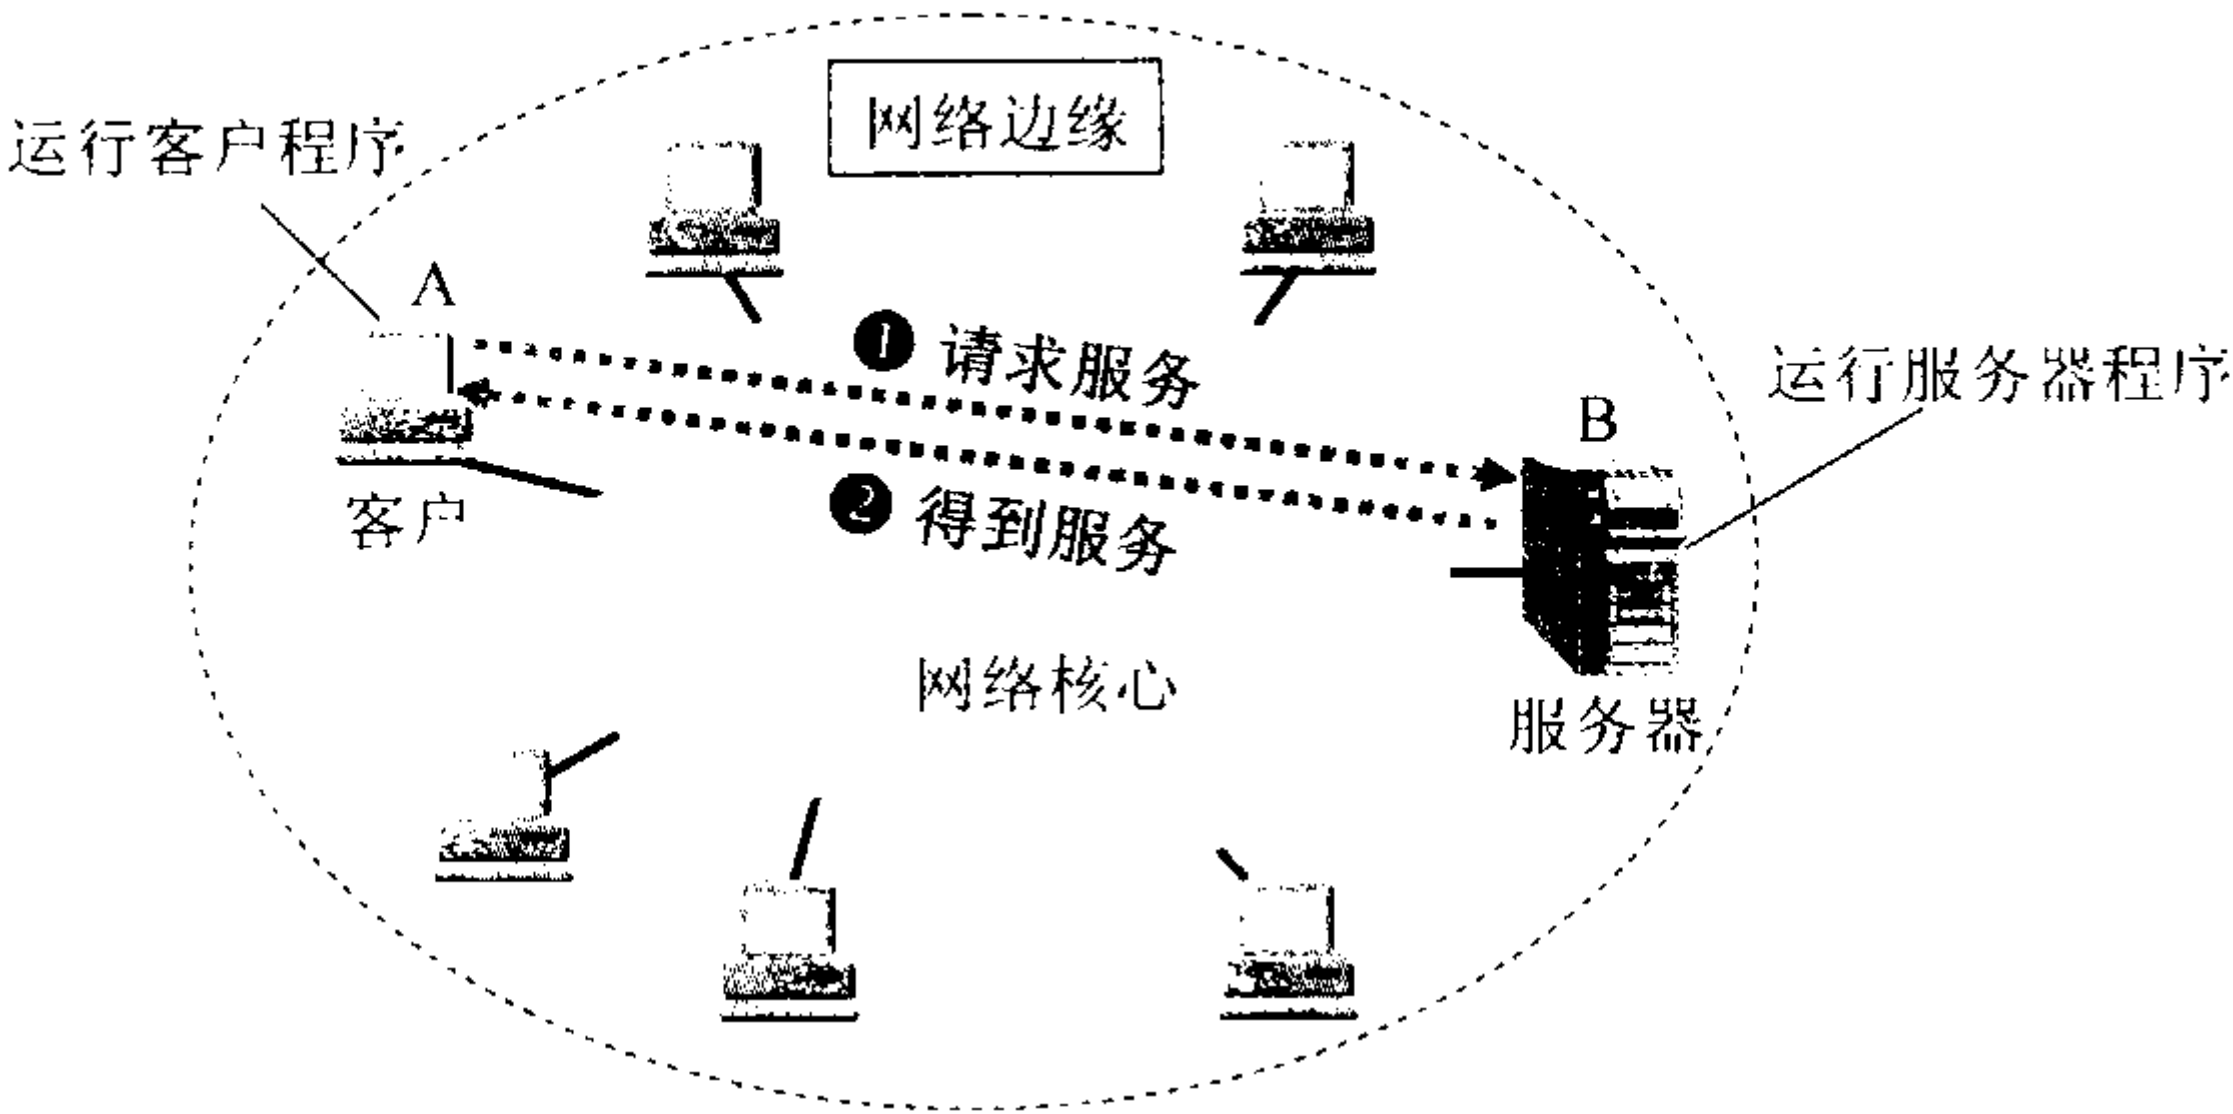 网络边缘
运行客户程序
A
❶ 请求服务
运行服务器程序
B
❷ 得到服务
客户
网络核心
服务器